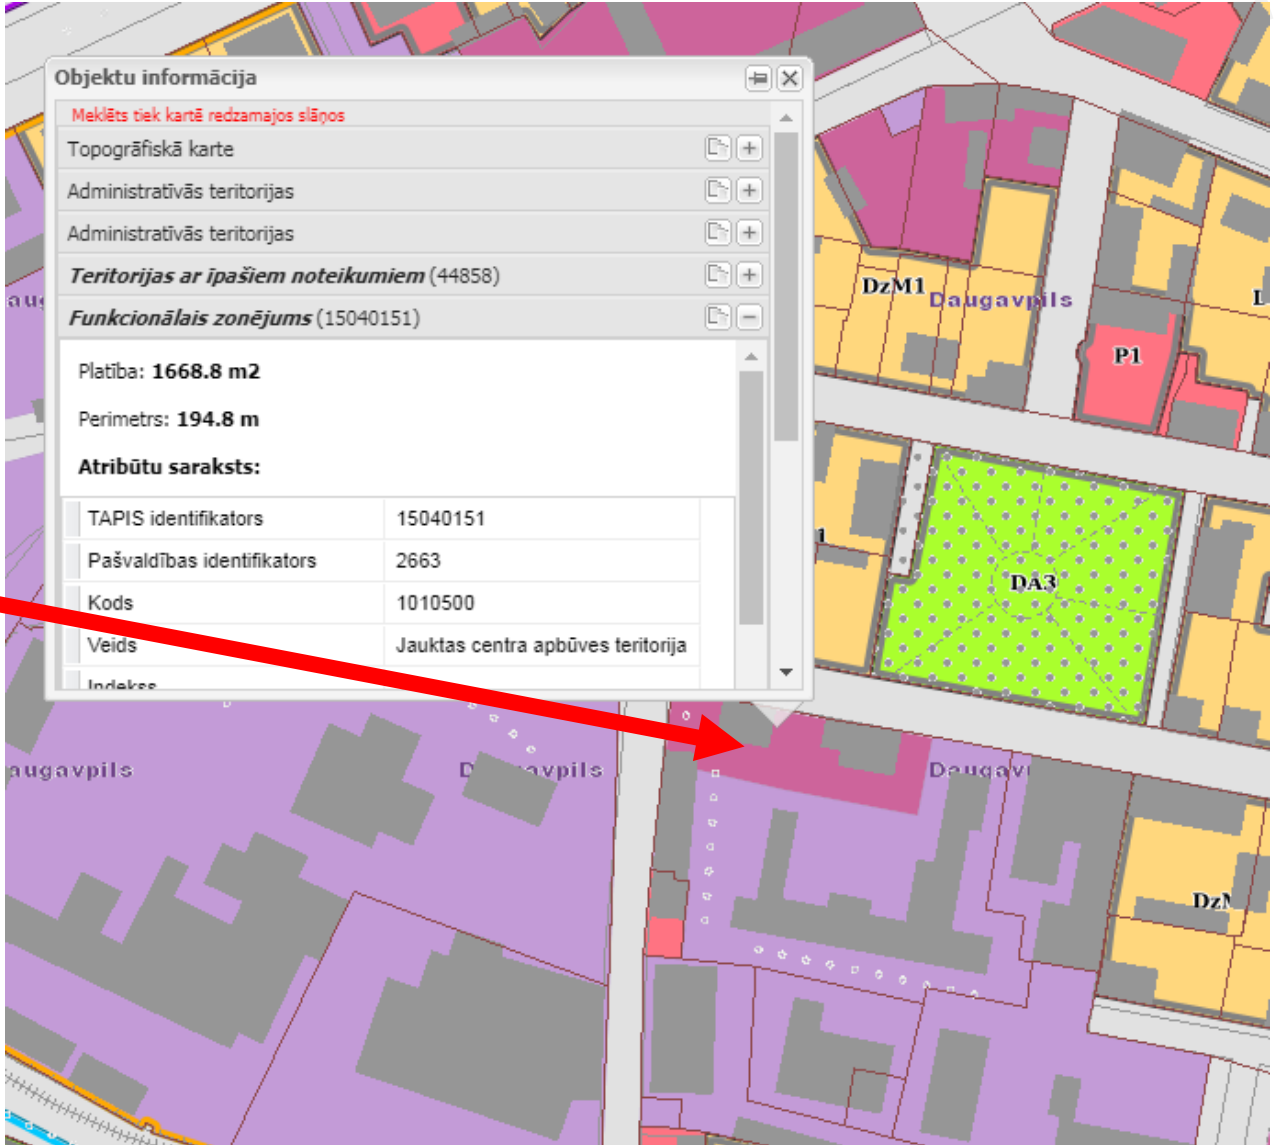 Objektu informācija
Meklēts tiek kartē redzamajos slāņos
Topogrāfiskā karte
Administratīvās teritorijas
Administratīvās teritorijas
Teritorijas ar īpašiem noteikumiem (44858)
Funkcionālais zonējums (15040151)
Platība: 1668.8 m2
Perimetrs: 194.8 m
Atribūtu saraksts:
TAPIS identifikators 15040151
Pašvaldības identifikators 2663
Kods 1010500
Veids Jauktas centra apbūves teritorija
Indekss
DzM1
Daugavpils
P1
DA3